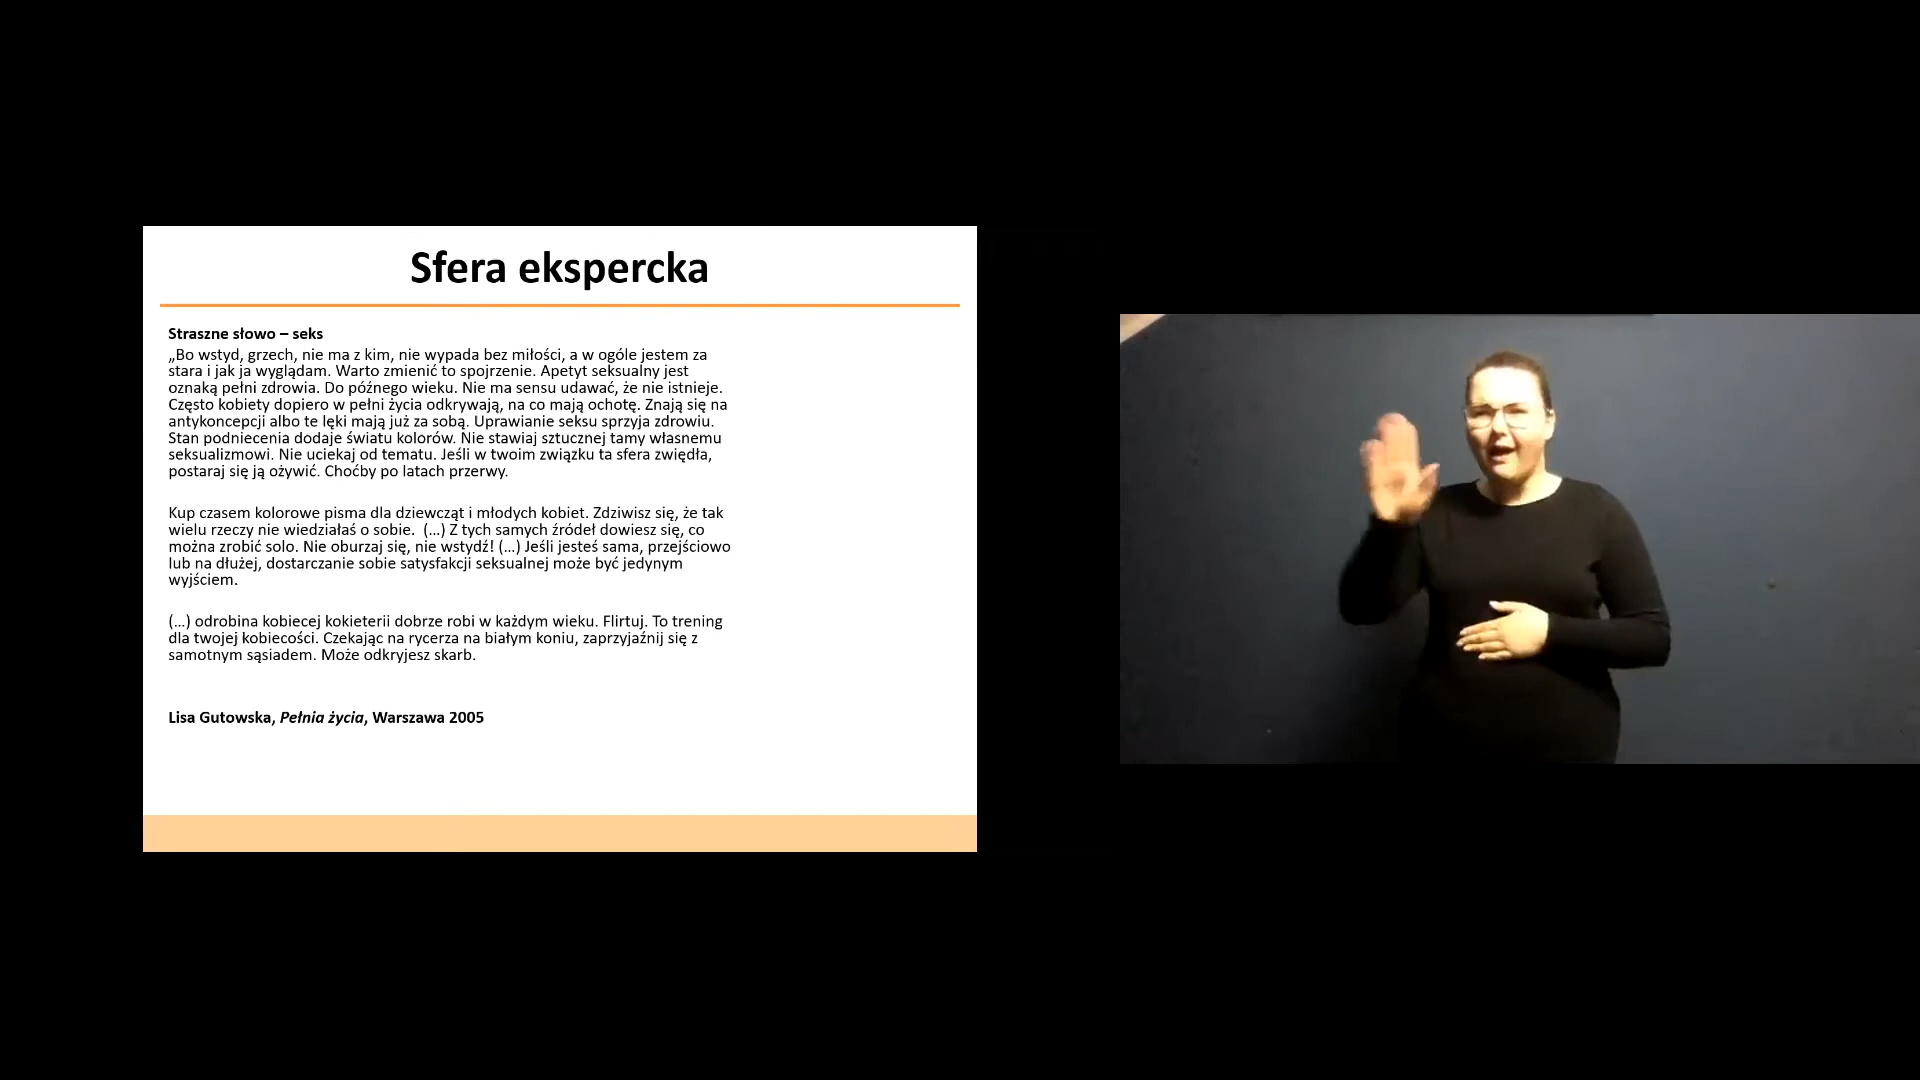 Sfera ekspercka
Straszne słowo – seks
„Bo wstyd, grzech, nie ma z kim, nie wypada bez miłości, a w ogóle jestem za
stara i jak ja wyglądam. Warto zmienić to spojrzenie. Apetyt seksualny jest
oznaką pełni zdrowia. Do późnego wieku. Nie ma sensu udawać, że nie istnieje.
Często kobiety dopiero w pełni życia odkrywają, na co mają ochotę. Znają się na
antykoncepcji albo te lęki mają już za sobą. Uprawianie seksu sprzyja zdrowiu.
Stan podniecenia dodaje światu kolorów. Nie stawiaj sztucznej tamy własnemu
seksualizmowi. Nie uciekaj od tematu. Jeśli w twoim związku ta sfera zwiędła,
postaraj się ją ożywić. Choćby po latach przerwy.
Kup czasem kolorowe pisma dla dziewcząt i młodych kobiet. Zdziwisz się, że tak
wielu rzeczy nie wiedziałaś o sobie. (...) Z tych samych źródeł dowiesz się, co
można zrobić solo. Nie oburzaj się, nie wstydź! (...) Jeśli jesteś sama, przejściowo
lub na dłużej, dostarczanie sobie satysfakcji seksualnej może być jedynym
wyjściem.
(...) odrobina kobiecej kokieterii dobrze robi w każdym wieku. Flirtuj. To trening
dla twojej kobiecości. Czekając na rycerza na białym koniu, zaprzyjaźnij się z
samotnym sąsiadem. Może odkryjesz skarb.
Lisa Gutowska, Pełnia życia, Warszawa 2005